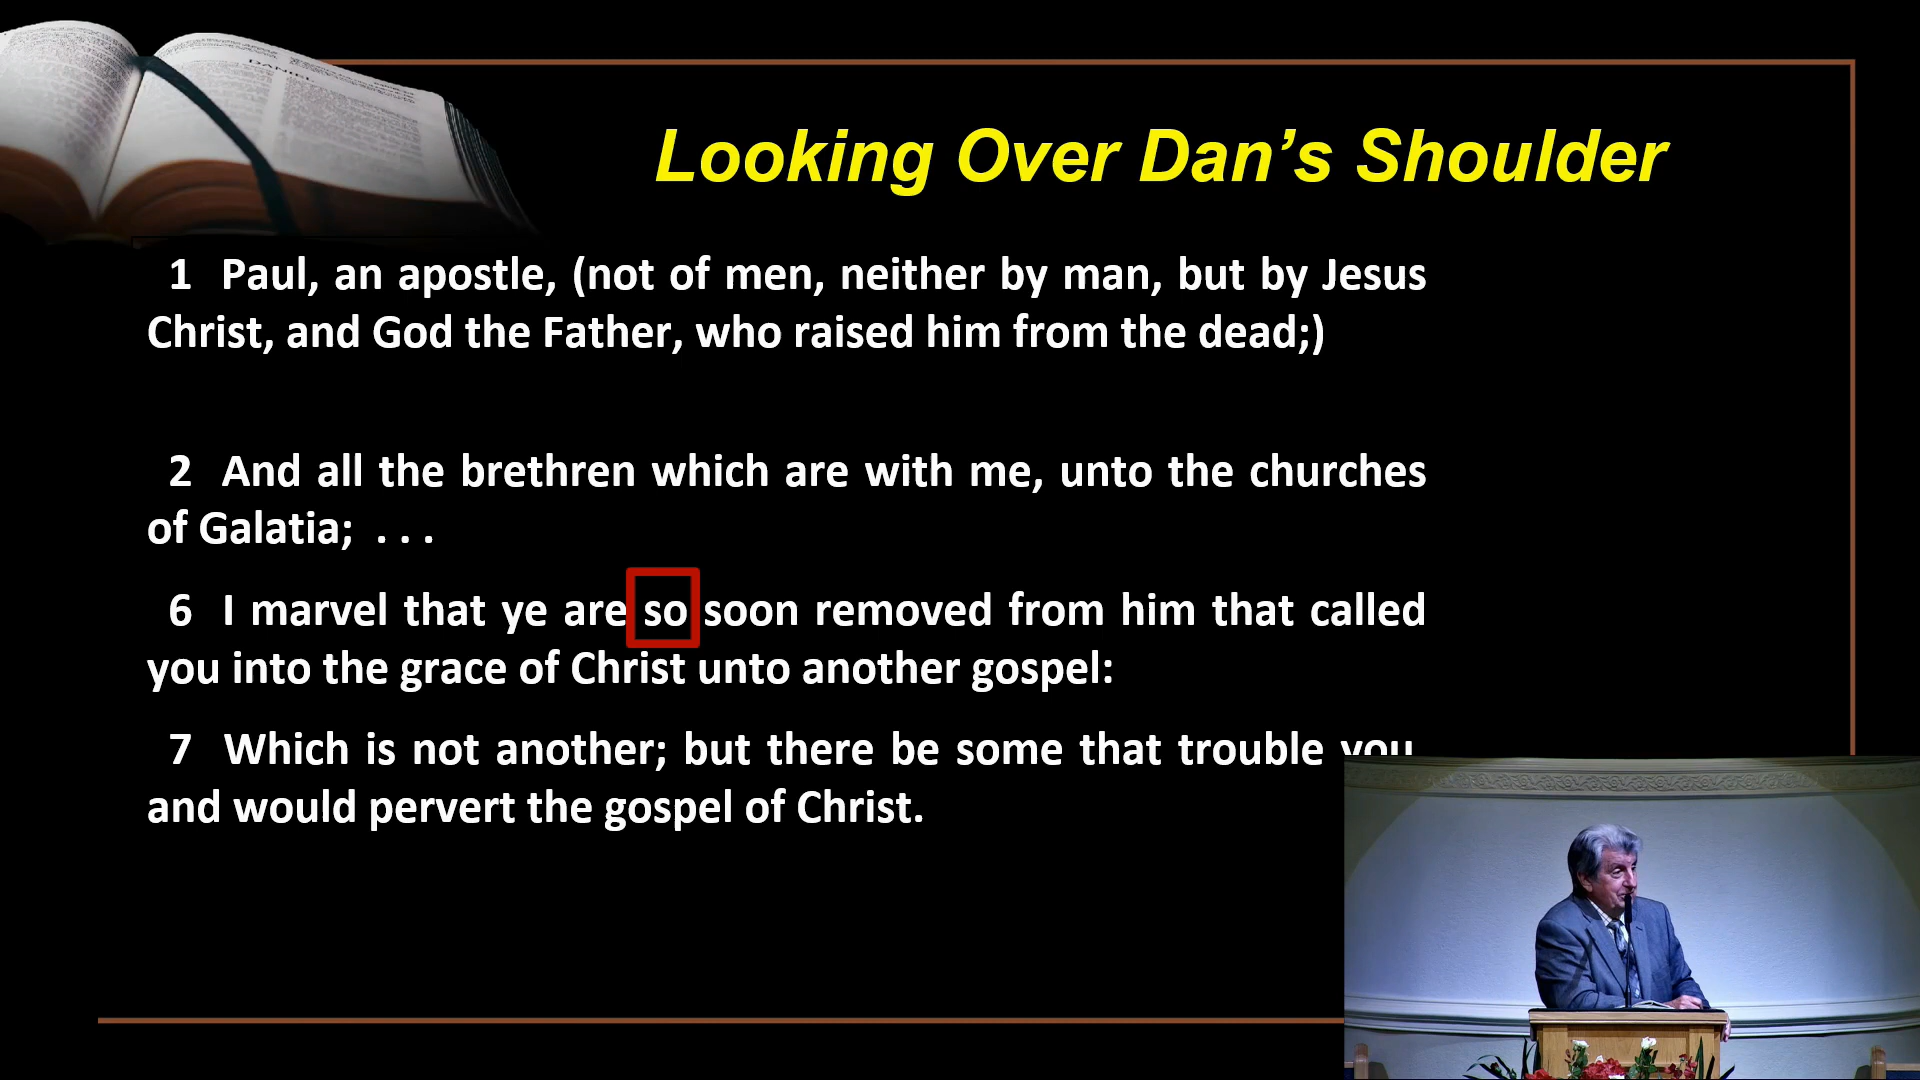 DANIEL
Looking Over Dan’s Shoulder
1 Paul, an apostle, (not of men, neither by man, but by Jesus
Christ, and God the Father, who raised him from the dead;)
2 And all the brethren which are with me, unto the churches
of Galatia; . . .
6 I marvel that ye are so soon removed from him that called
you into the grace of Christ unto another gospel:
7 Which is not another; but there be some that trouble you
and would pervert the gospel of Christ.